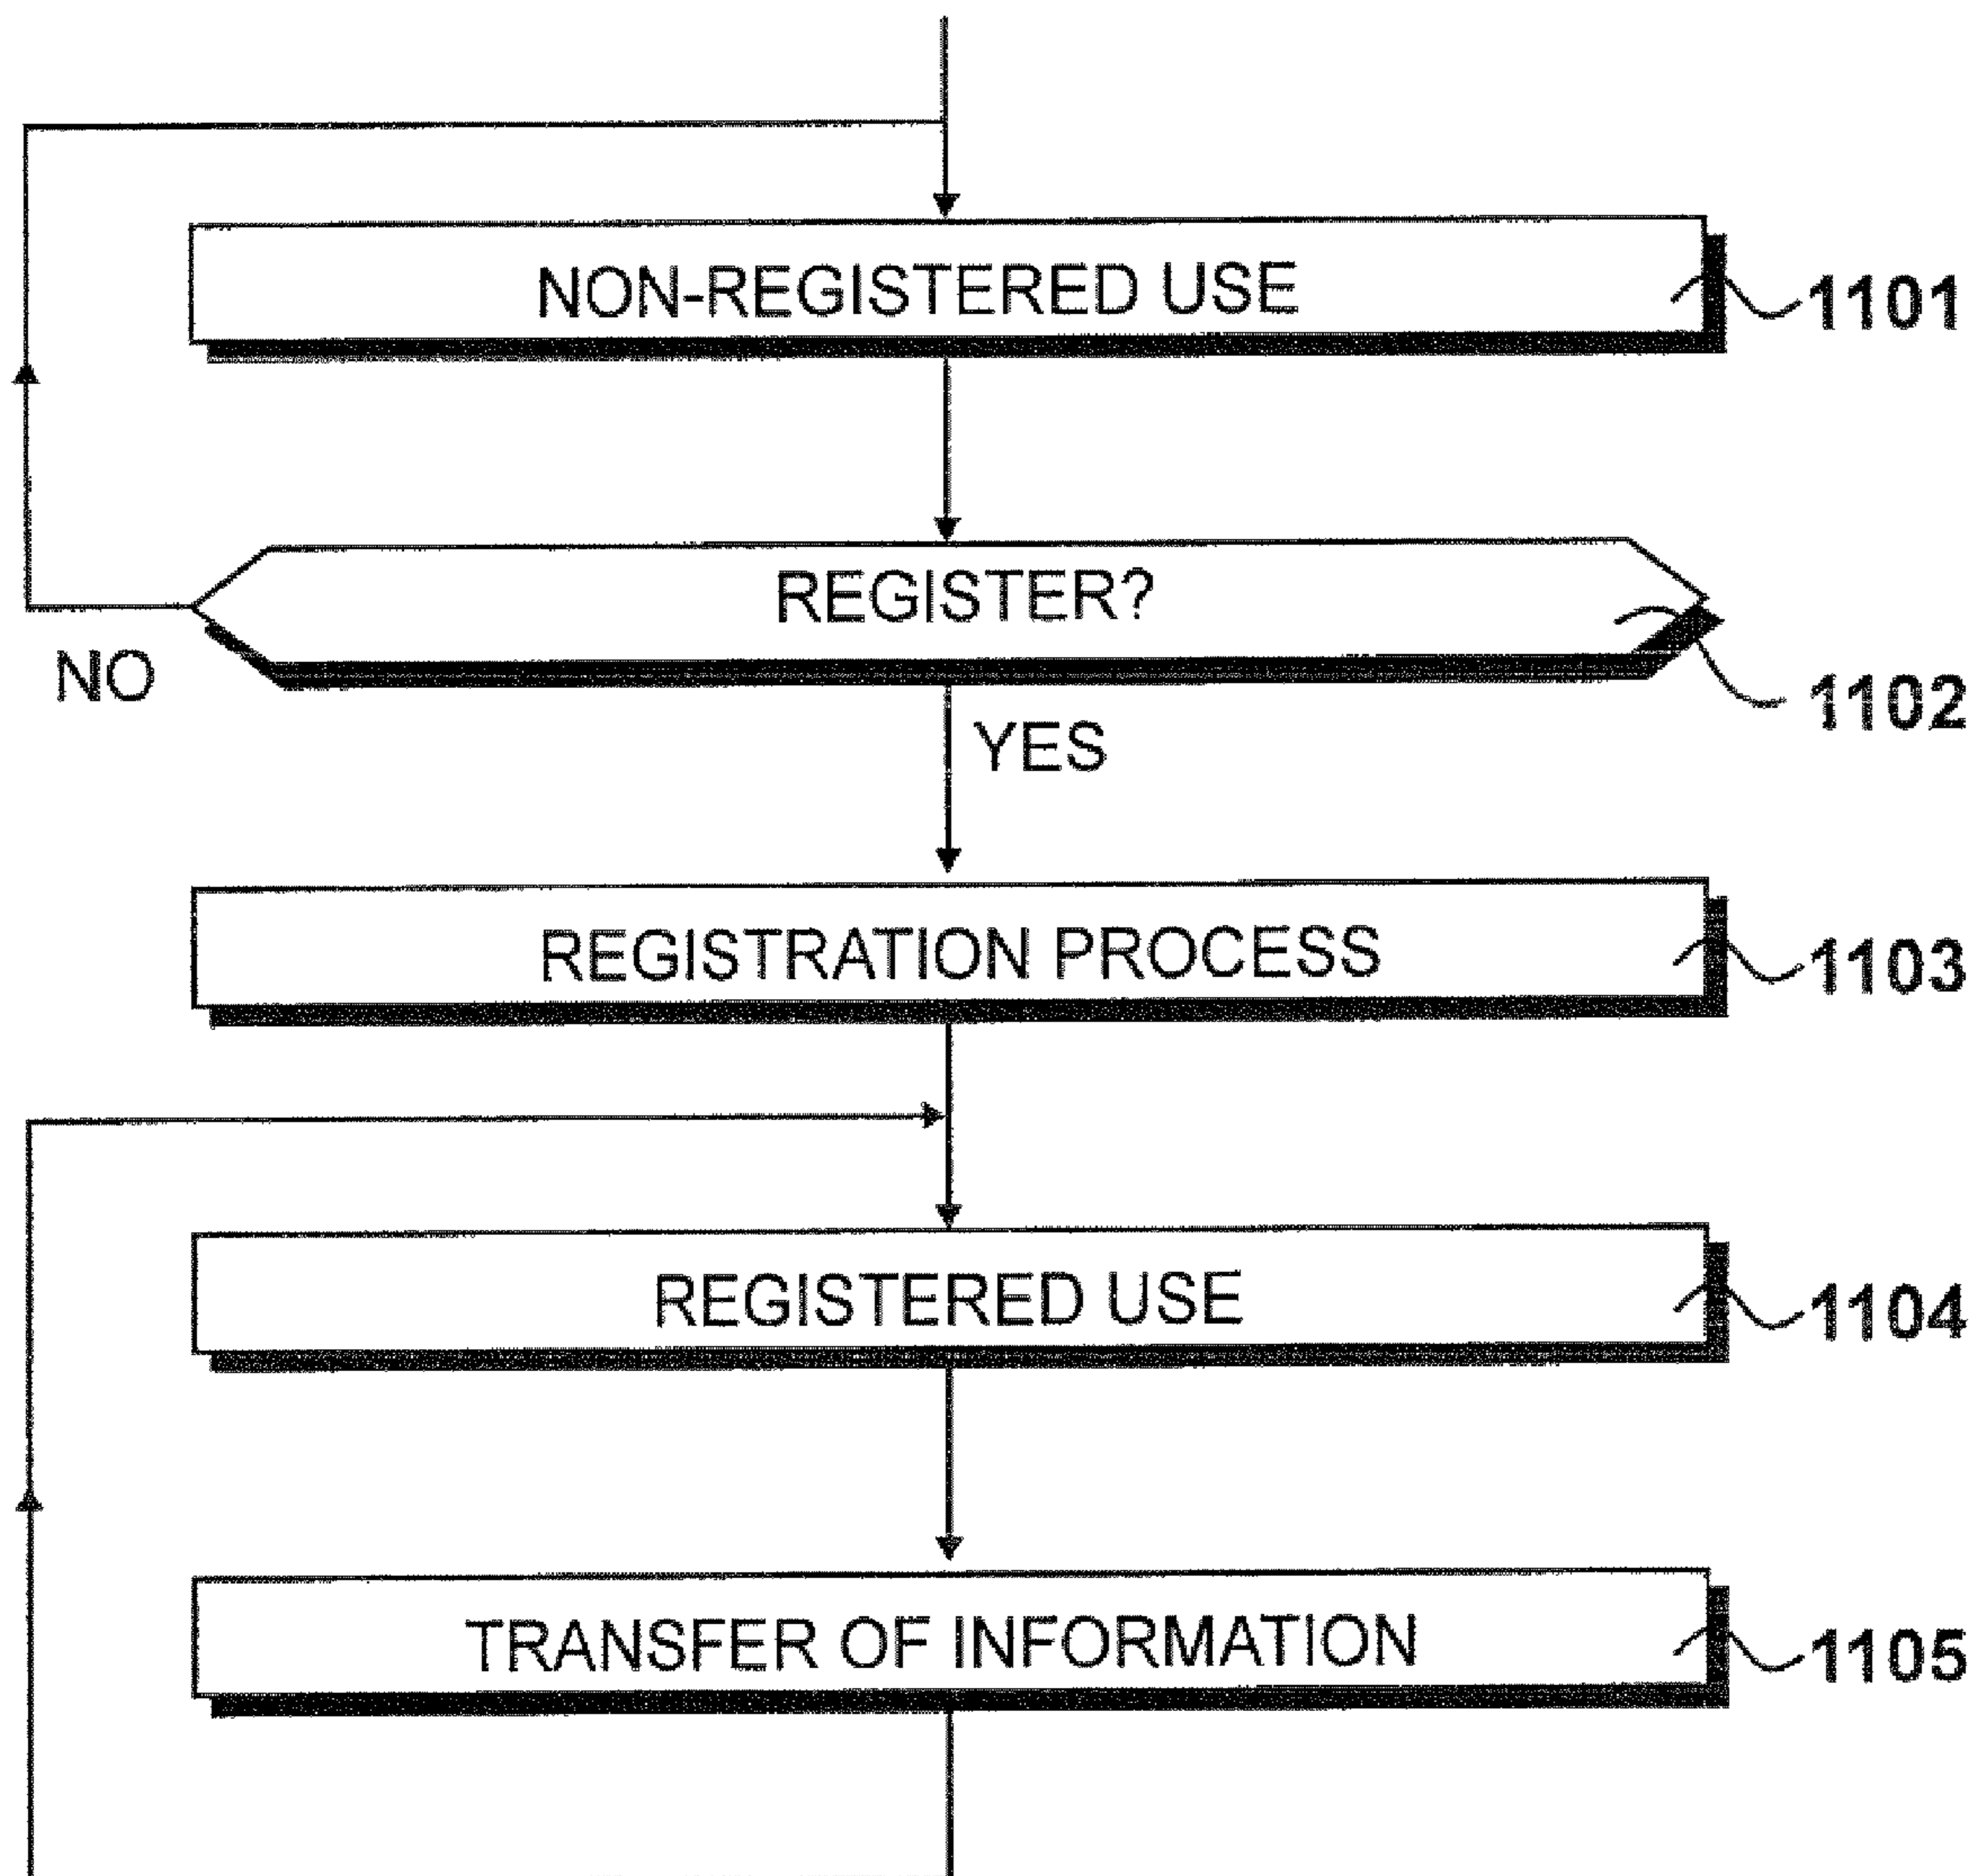 NON-REGISTERED USE
1101
REGISTER?
NO
1102
YES
REGISTRATION PROCESS
1103
REGISTERED USE
1104
TRANSFER OF INFORMATION
1105